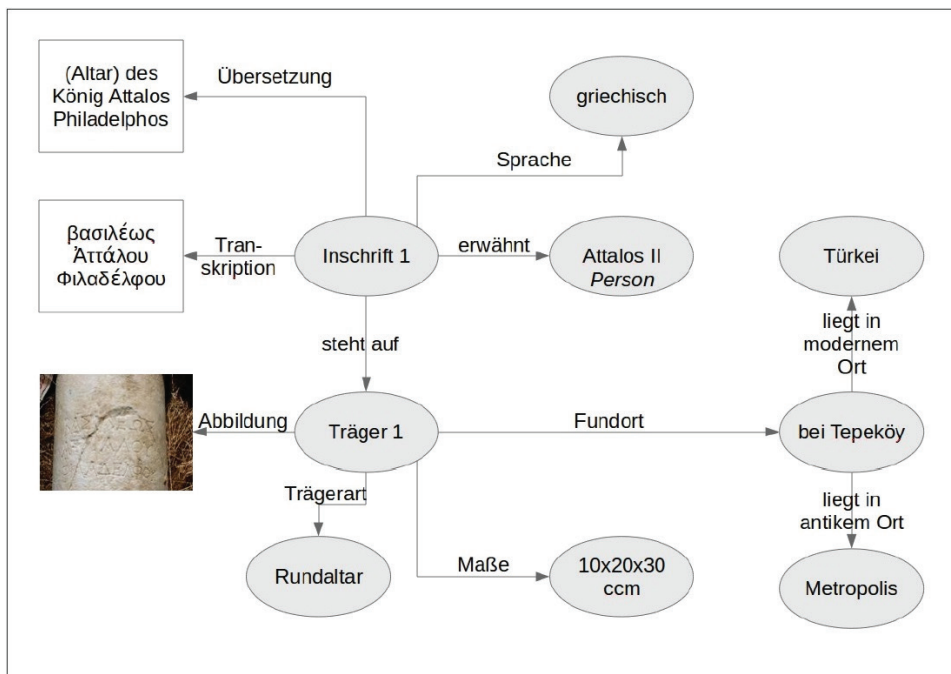 (Altar) des
König Attalos
Philadelphos
Übersetzung
griechisch
Sprache
βασιλέως
Ἀττάλου
Φιλαδέλφου
Tran-
skription
Inschrift 1
erwähnt
Attalos II
Person
Türkei
steht auf
liegt in
modernem
Ort
Abbildung
Träger 1
Fundort
bei Tepeköy
Trägerart
liegt in
antikem Ort
Rundaltar
Maße
10x20x30
ccm
Metropolis